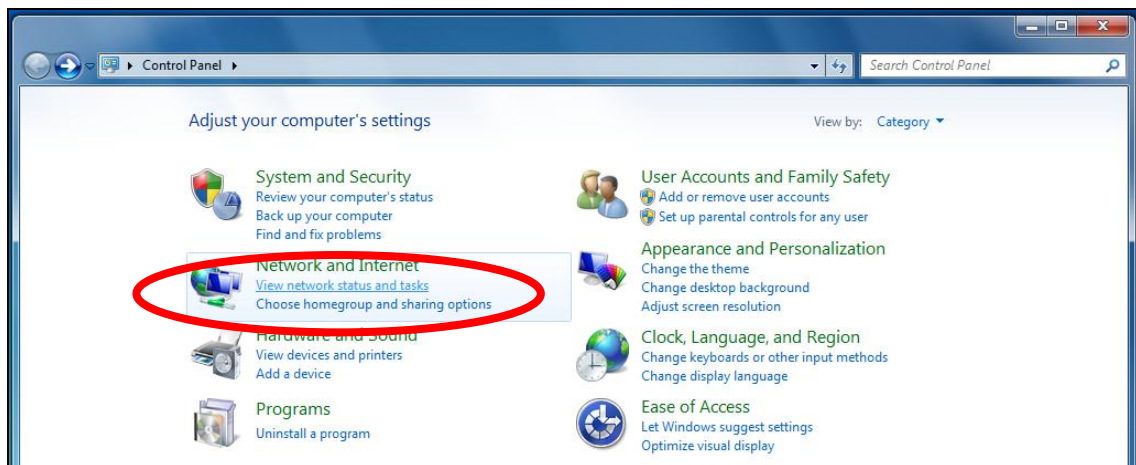 Control Panel
Search Control Panel
Adjust your computer's settings
View by: Category
System and Security
Review your computer's status
Back up your computer
Find and fix problems
Network and Internet
View network status and tasks
Choose homegroup and sharing options
Hardware and Sound
View devices and printers
Add a device
Programs
Uninstall a program
User Accounts and Family Safety
Add or remove user accounts
Set up parental controls for any user
Appearance and Personalization
Change the theme
Change desktop background
Adjust screen resolution
Clock, Language, and Region
Change keyboards or other input methods
Change display language
Ease of Access
Let Windows suggest settings
Optimize visual display